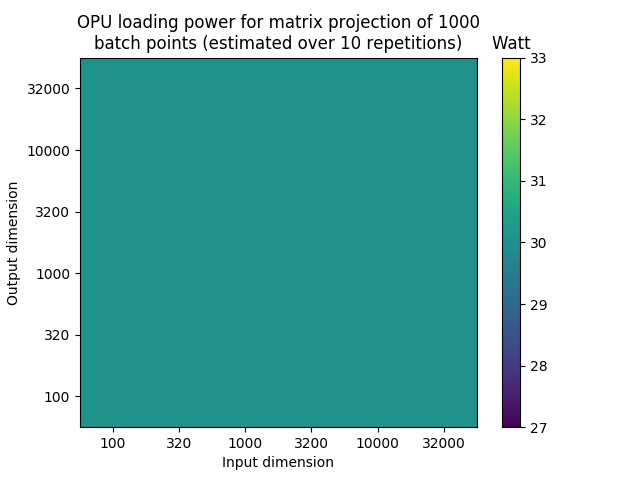 OPU loading power for matrix projection of 1000
batch points (estimated over 10 repetitions)
Watt
33
32
31
30
29
28
27
Output dimension
32000
10000
3200
1000
320
100
100 320 1000 3200 10000 32000
Input dimension